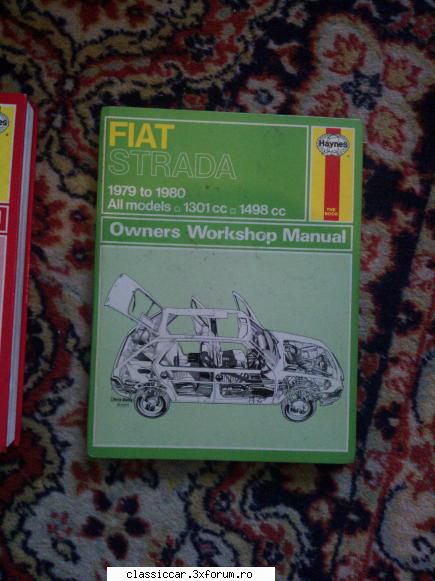 FIAT
STRADA
1979 to 1980
All models □ 1301 cc □ 1498 cc
Haynes
THE BOOK
Owners Workshop Manual
classiccar.3xforum.ro